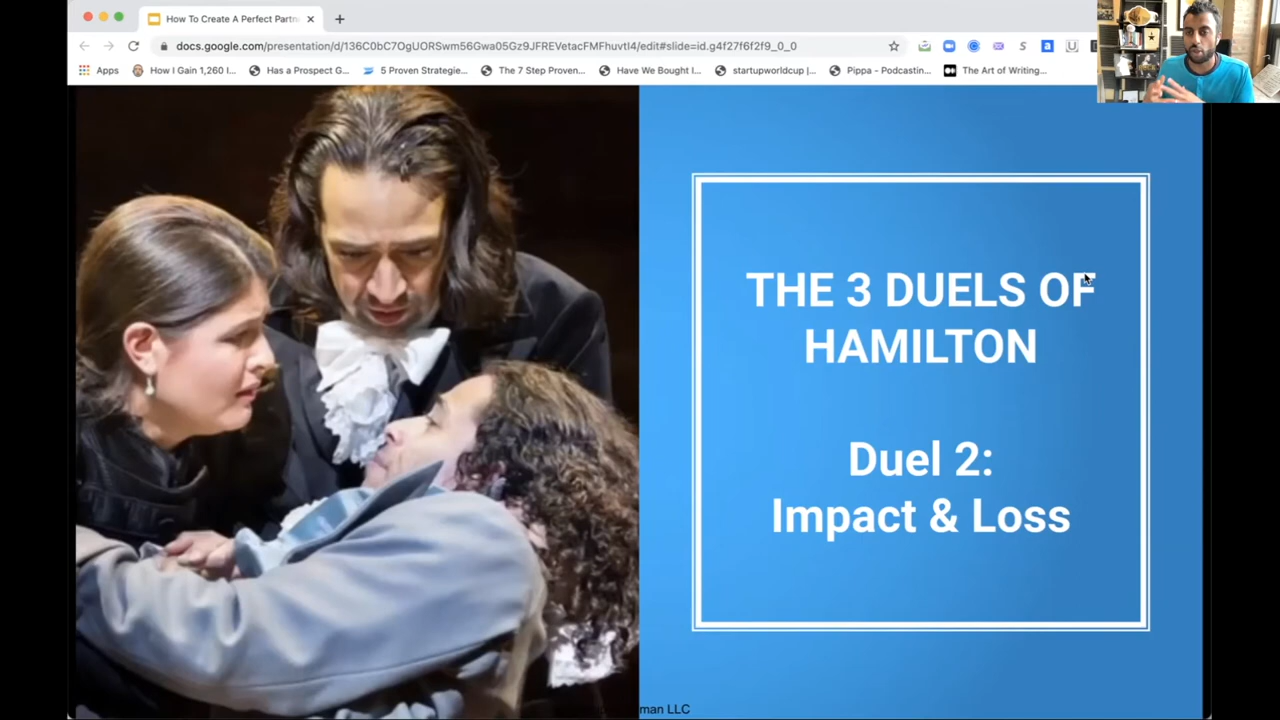 How To Create A Perfect Partn
docs.google.com/presentation/d/136C0bC7OgU0RSwm56Gwa05Gz9JFREVetacFMFhuvtI4/edit#slide=id.g4f27f6f2f9_0_0
Apps
How I Gain 1,260 I...
Has a Prospect G...
5 Proven Strategie...
The 7 Step Proven...
Have We Bought I...
startupworldcup |...
Pippa - Podcastin...
The Art of Writing...
THE 3 DUELS OF
HAMILTON
Duel 2:
Impact & Loss
man LLC